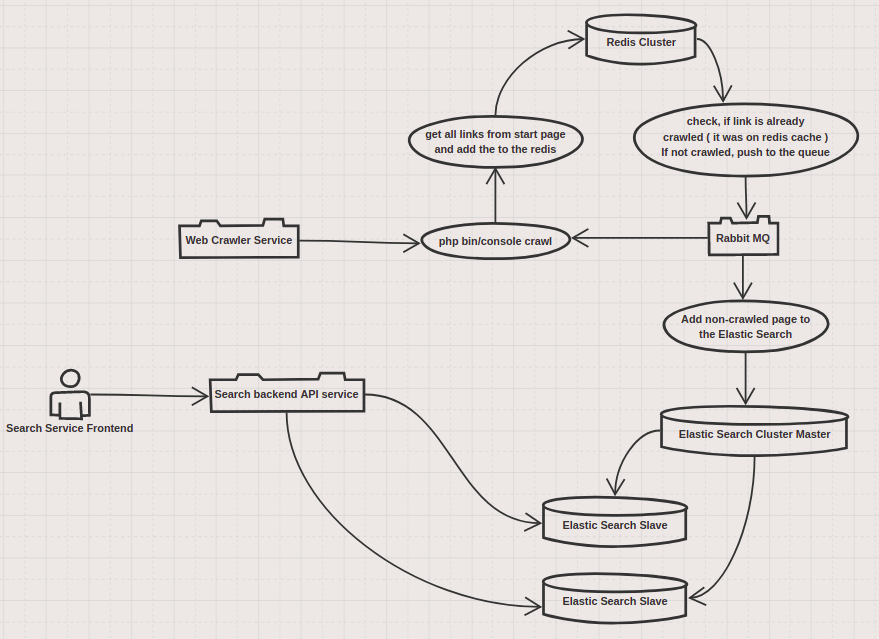 Redis Cluster
get all links from start page
and add the to the redis
check, if link is already
crawled ( it was on redis cache )
If not crawled, push to the queue
Web Crawler Service
php bin/console crawl
Rabbit MQ
Add non-crawled page to
the Elastic Search
Search backend API service
Search Service Frontend
Elastic Search Cluster Master
Elastic Search Slave
Elastic Search Slave